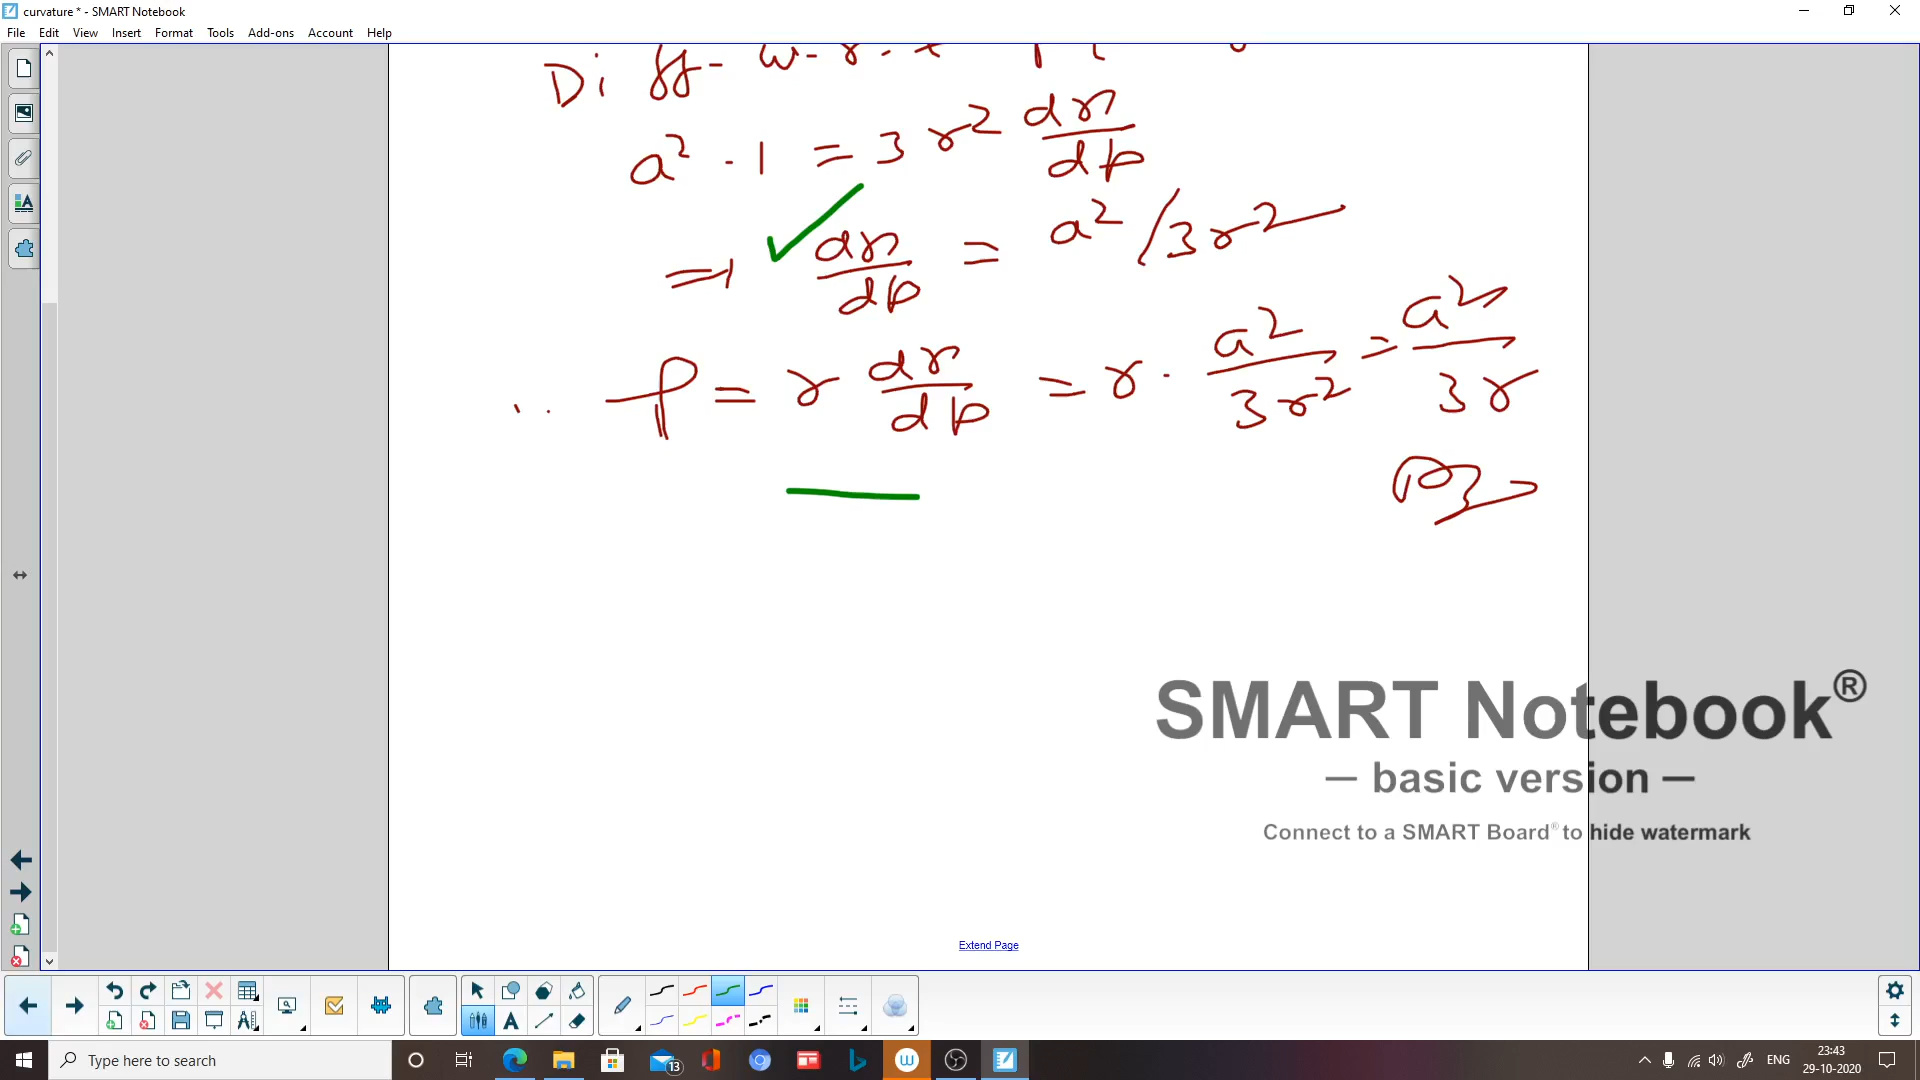 curvature * - SMART Notebook
File Edit View Insert Format Tools Add-ons Account Help
Diff- w-r-t
a² · 1 = 3r² dr/dp
⇒ dr/dp = a²/3r²
∴ ρ = r dr/dp = r · a²/3r² = a²/3r
SMART Notebook®
— basic version —
Connect to a SMART Board® to hide watermark
Extend Page
A
Type here to search
13
W
ENG
23:43
29-10-2020